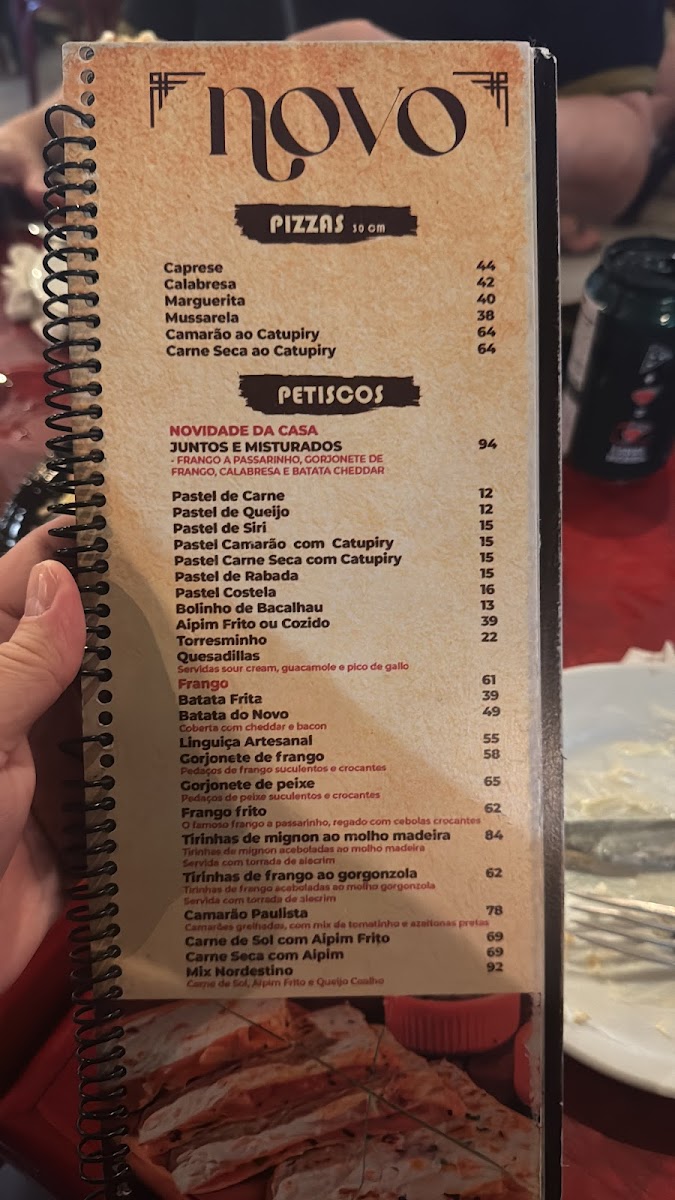 novo
PIZZAS 30 CM
Caprese 44
Calabresa 42
Marguerita 40
Mussarela 38
Camarão ao Catupiry 64
Carne Seca ao Catupiry 64
PETISCOS
NOVIDADE DA CASA
JUNTOS E MISTURADOS 94
- FRANGO A PASSARINHO, GORJONETE DE
FRANGO, CALABRESA E BATATA CHEDDAR
Pastel de Carne 12
Pastel de Queijo 12
Pastel de Siri 15
Pastel Camarão com Catupiry 15
Pastel Carne Seca com Catupiry 15
Pastel de Rabada 15
Pastel Costela 16
Bolinho de Bacalhau 13
Aipim Frito ou Cozido 39
Torresminho 22
Quesadillas
Servidas sour cream, guacamole e pico de gallo
Frango 61
Batata Frita 39
Batata do Novo 49
Coberta com cheddar e bacon
Linguiça Artesanal 55
Gorjonete de frango 58
Pedaços de frango suculentos e crocantes
Gorjonete de peixe 65
Pedaços de peixe suculentos e crocantes
Frango frito 62
O famoso frango a passarinho, regado com cebolas crocantes
Tirinhas de mignon ao molho madeira 84
Tirinhas de mignon aceboladas ao molho madeira
Servida com torrada de alecrim
Tirinhas de frango ao gorgonzola 62
Tirinhas de frango aceboladas ao molho gorgonzola
Servida com torrada de alecrim
Camarão Paulista 78
Camarões grelhados, com mix de tomatinho e azeitonas pretas
Carne de Sol com Aipim Frito 69
Carne Seca com Aipim 69
Mix Nordestino 92
Carne de Sol, Aipim Frito e Queijo Coalho